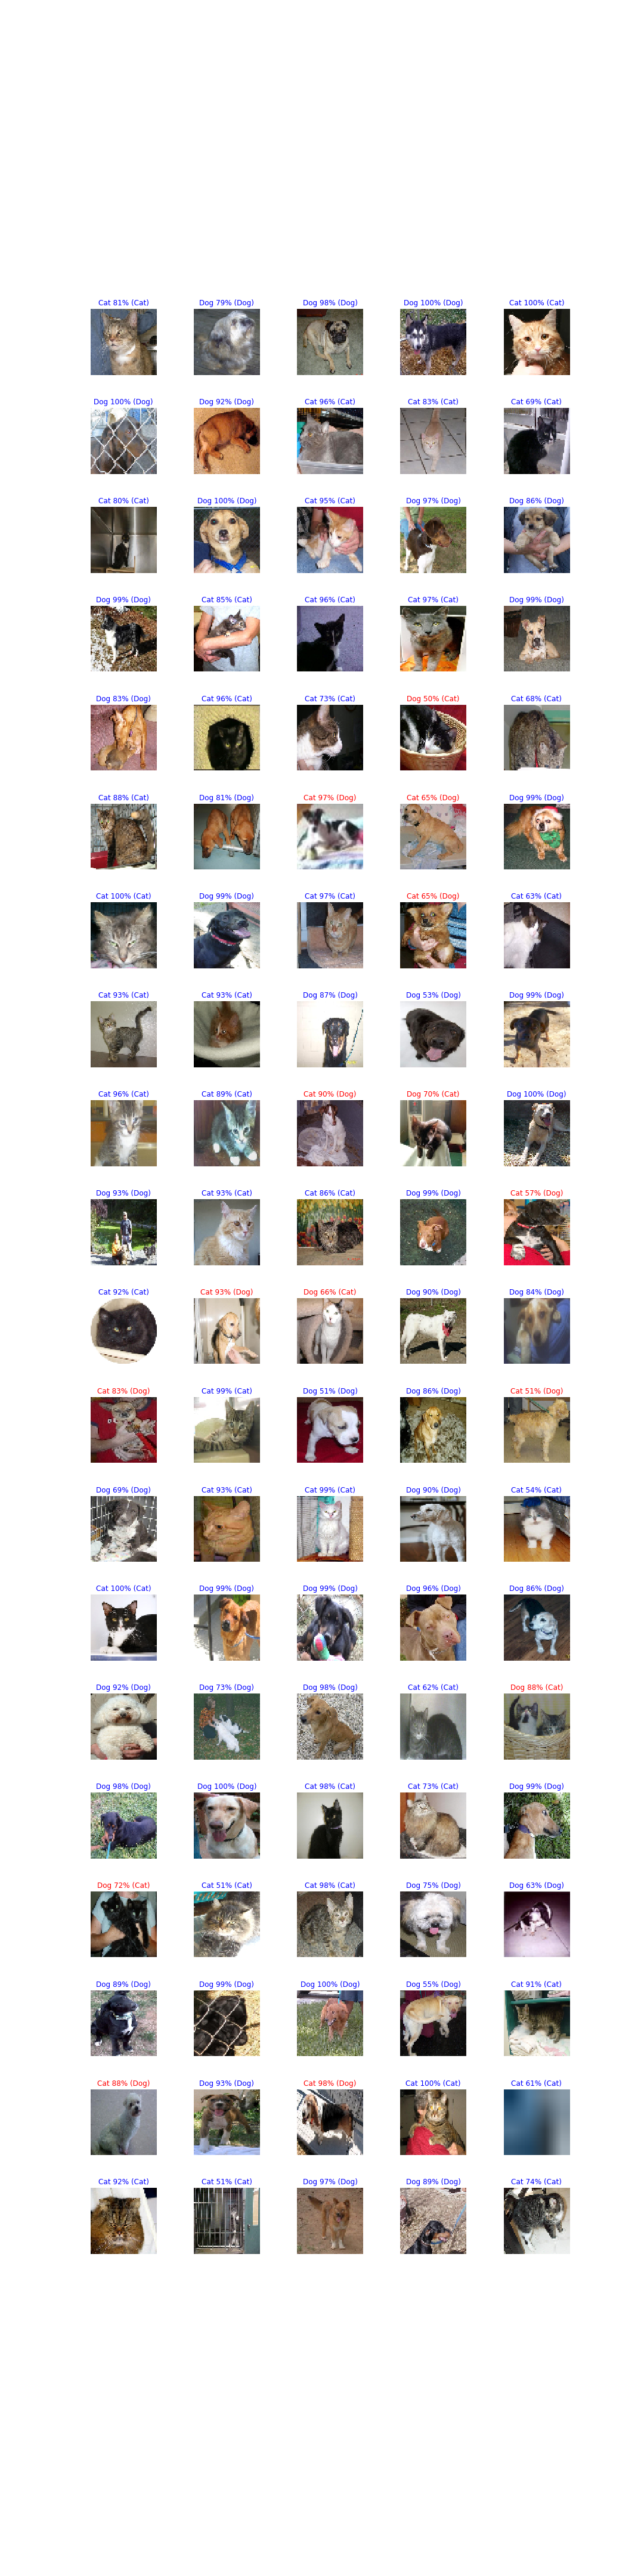 Cat 81% (Cat) Dog 79% (Dog) Dog 98% (Dog) Dog 100% (Dog) Cat 100% (Cat)
Dog 100% (Dog) Dog 92% (Dog) Cat 96% (Cat) Cat 83% (Cat) Cat 69% (Cat)
Cat 80% (Cat) Dog 100% (Dog) Cat 95% (Cat) Dog 97% (Dog) Dog 86% (Dog)
Dog 99% (Dog) Cat 85% (Cat) Cat 96% (Cat) Cat 97% (Cat) Dog 99% (Dog)
Dog 83% (Dog) Cat 96% (Cat) Cat 73% (Cat) Dog 50% (Cat) Cat 68% (Cat)
Cat 88% (Cat) Dog 81% (Dog) Cat 97% (Dog) Cat 65% (Dog) Dog 99% (Dog)
Cat 100% (Cat) Dog 99% (Dog) Cat 97% (Cat) Cat 65% (Dog) Cat 63% (Cat)
Cat 93% (Cat) Cat 93% (Cat) Dog 87% (Dog) Dog 53% (Dog) Dog 99% (Dog)
Cat 96% (Cat) Cat 89% (Cat) Cat 90% (Dog) Dog 70% (Cat) Dog 100% (Dog)
Dog 93% (Dog) Cat 93% (Cat) Cat 86% (Cat) Dog 99% (Dog) Cat 57% (Dog)
Cat 92% (Cat) Cat 93% (Dog) Dog 66% (Cat) Dog 90% (Dog) Dog 84% (Dog)
Cat 83% (Dog) Cat 99% (Cat) Dog 51% (Dog) Dog 86% (Dog) Cat 51% (Dog)
Dog 69% (Dog) Cat 93% (Cat) Cat 99% (Cat) Dog 90% (Dog) Cat 54% (Cat)
Cat 100% (Cat) Dog 99% (Dog) Dog 99% (Dog) Dog 96% (Dog) Dog 86% (Dog)
Dog 92% (Dog) Dog 73% (Dog) Dog 98% (Dog) Cat 62% (Cat) Dog 88% (Cat)
Dog 98% (Dog) Dog 100% (Dog) Cat 98% (Cat) Cat 73% (Cat) Dog 99% (Dog)
Dog 72% (Cat) Cat 51% (Cat) Cat 98% (Cat) Dog 75% (Dog) Dog 63% (Dog)
Dog 89% (Dog) Dog 99% (Dog) Dog 100% (Dog) Dog 55% (Dog) Cat 91% (Cat)
Cat 88% (Dog) Dog 93% (Dog) Cat 98% (Dog) Cat 100% (Cat) Cat 61% (Cat)
Cat 92% (Cat) Cat 51% (Cat) Dog 97% (Dog) Dog 89% (Dog) Cat 74% (Cat)